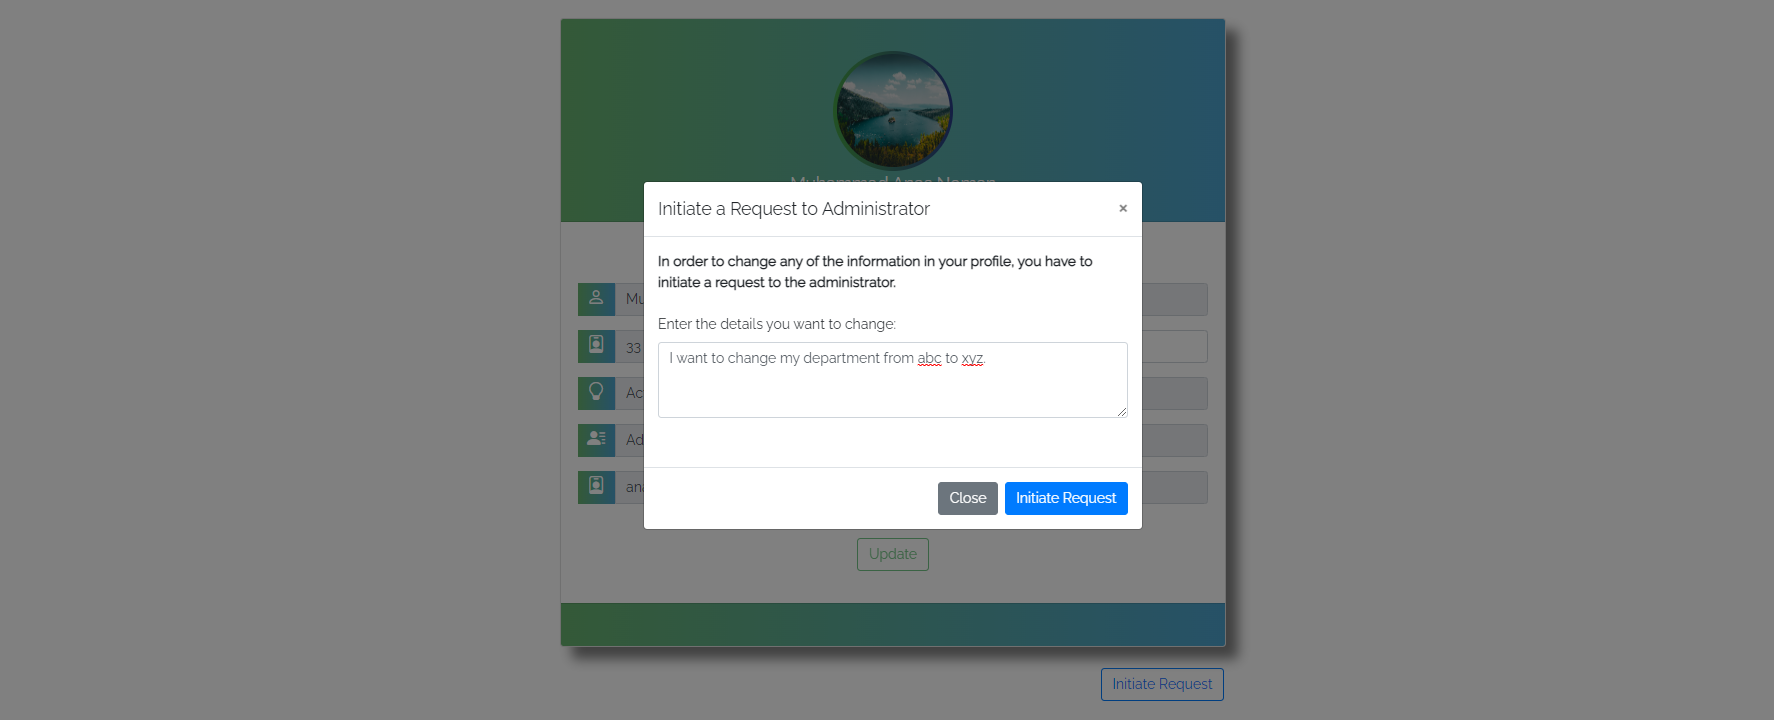 Muhammad Anas Noman
Initiate a Request to Administrator ×
In order to change any of the information in your profile, you have to
initiate a request to the administrator.
Mu
Enter the details you want to change:
33
I want to change my department from abc to xyz.
Ac
Ad
an
Close Initiate Request
Update
Initiate Request